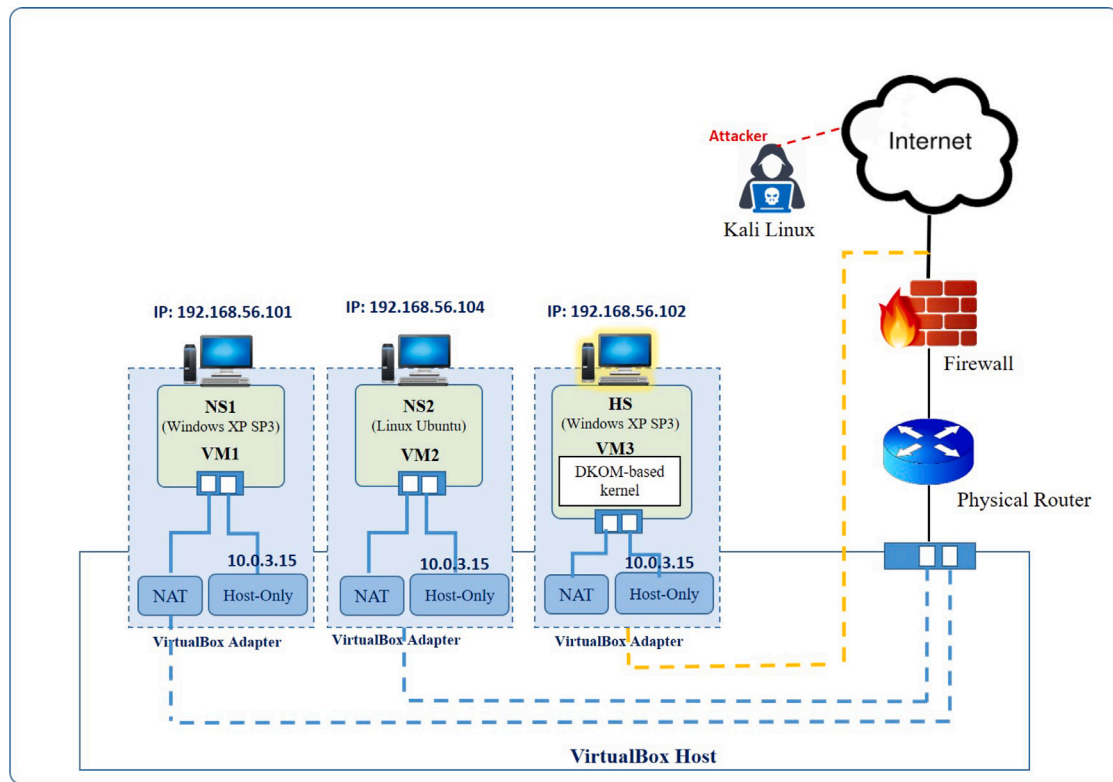 Internet
Attacker
Kali Linux
Firewall
Physical Router
IP: 192.168.56.101
IP: 192.168.56.104
IP: 192.168.56.102
NS1
(Windows XP SP3)
VM1
NS2
(Linux Ubuntu)
VM2
HS
(Windows XP SP3)
VM3
DKOM-based
kernel
10.0.3.15
NAT
Host-Only
VirtualBox Adapter
10.0.3.15
NAT
Host-Only
VirtualBox Adapter
10.0.3.15
NAT
Host-Only
VirtualBox Adapter
VirtualBox Host